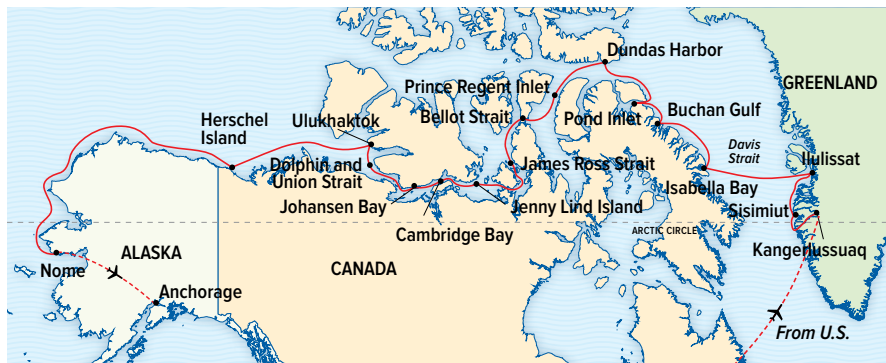 Dundas Harbor
GREENLAND
Prince Regent Inlet
Herschel
Island
Ulukhaktok
Bellot Strait
Pond Inlet
Buchan Gulf
Davis
Strait
Ilulissat
Dolphin and
Union Strait
James Ross Strait
Isabella Bay
Johansen Bay
Jenny Lind Island
Sisimiut
Cambridge Bay
ARCTIC CIRCLE
Kangerlussuaq
Nome
ALASKA
CANADA
Anchorage
From U.S.